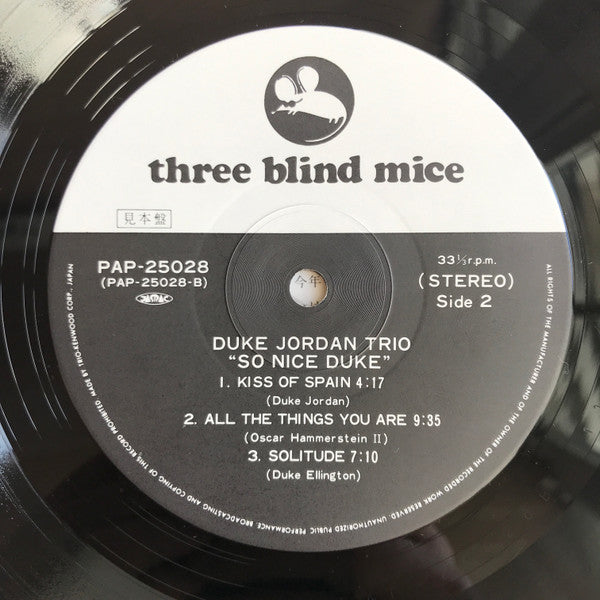 three blind mice
見本盤
PAP-25028
(PAP-25028-B)
JASRAC
33⅓r.p.m.
(STEREO)
Side 2
今年
DUKE JORDAN TRIO
"SO NICE DUKE"
1. KISS OF SPAIN 4:17
(Duke Jordan)
2. ALL THE THINGS YOU ARE 9:35
(Oscar Hammerstein II)
3. SOLITUDE 7:10
(Duke Ellington)
ALL RIGHTS OF THE MANUFACTURER AND OF THE OWNER OF THE RECORDED WORK RESERVED. UNAUTHORIZED PUBLIC PERFORMANCE, BROADCASTING AND COPYING OF THIS RECORD PROHIBITED MADE BY TRIO-KENWOOD CORP., JAPAN